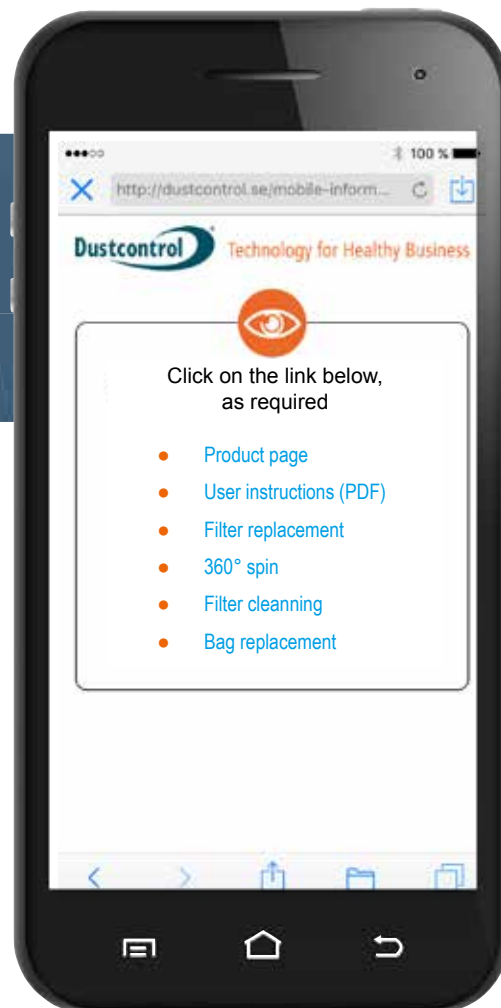 100 %
http://dustcontrol.se/mobile-inform...
Dustcontrol Technology for Healthy Business
Click on the link below,
as required
● Product page
● User instructions (PDF)
● Filter replacement
● 360° spin
● Filter cleanning
● Bag replacement